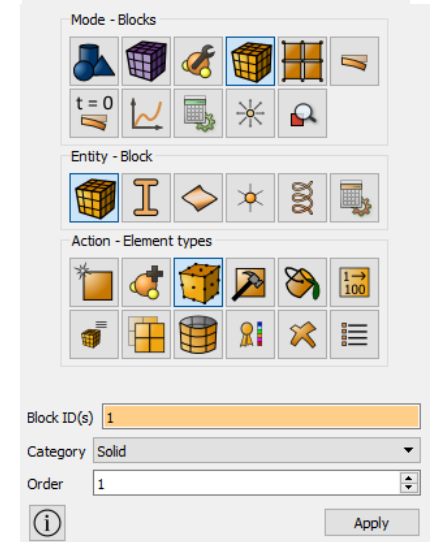 Mode - Blocks
t = 0
Entity - Block
Action - Element types
1→
100
Block ID(s) 1
Category Solid
Order 1
i
Apply